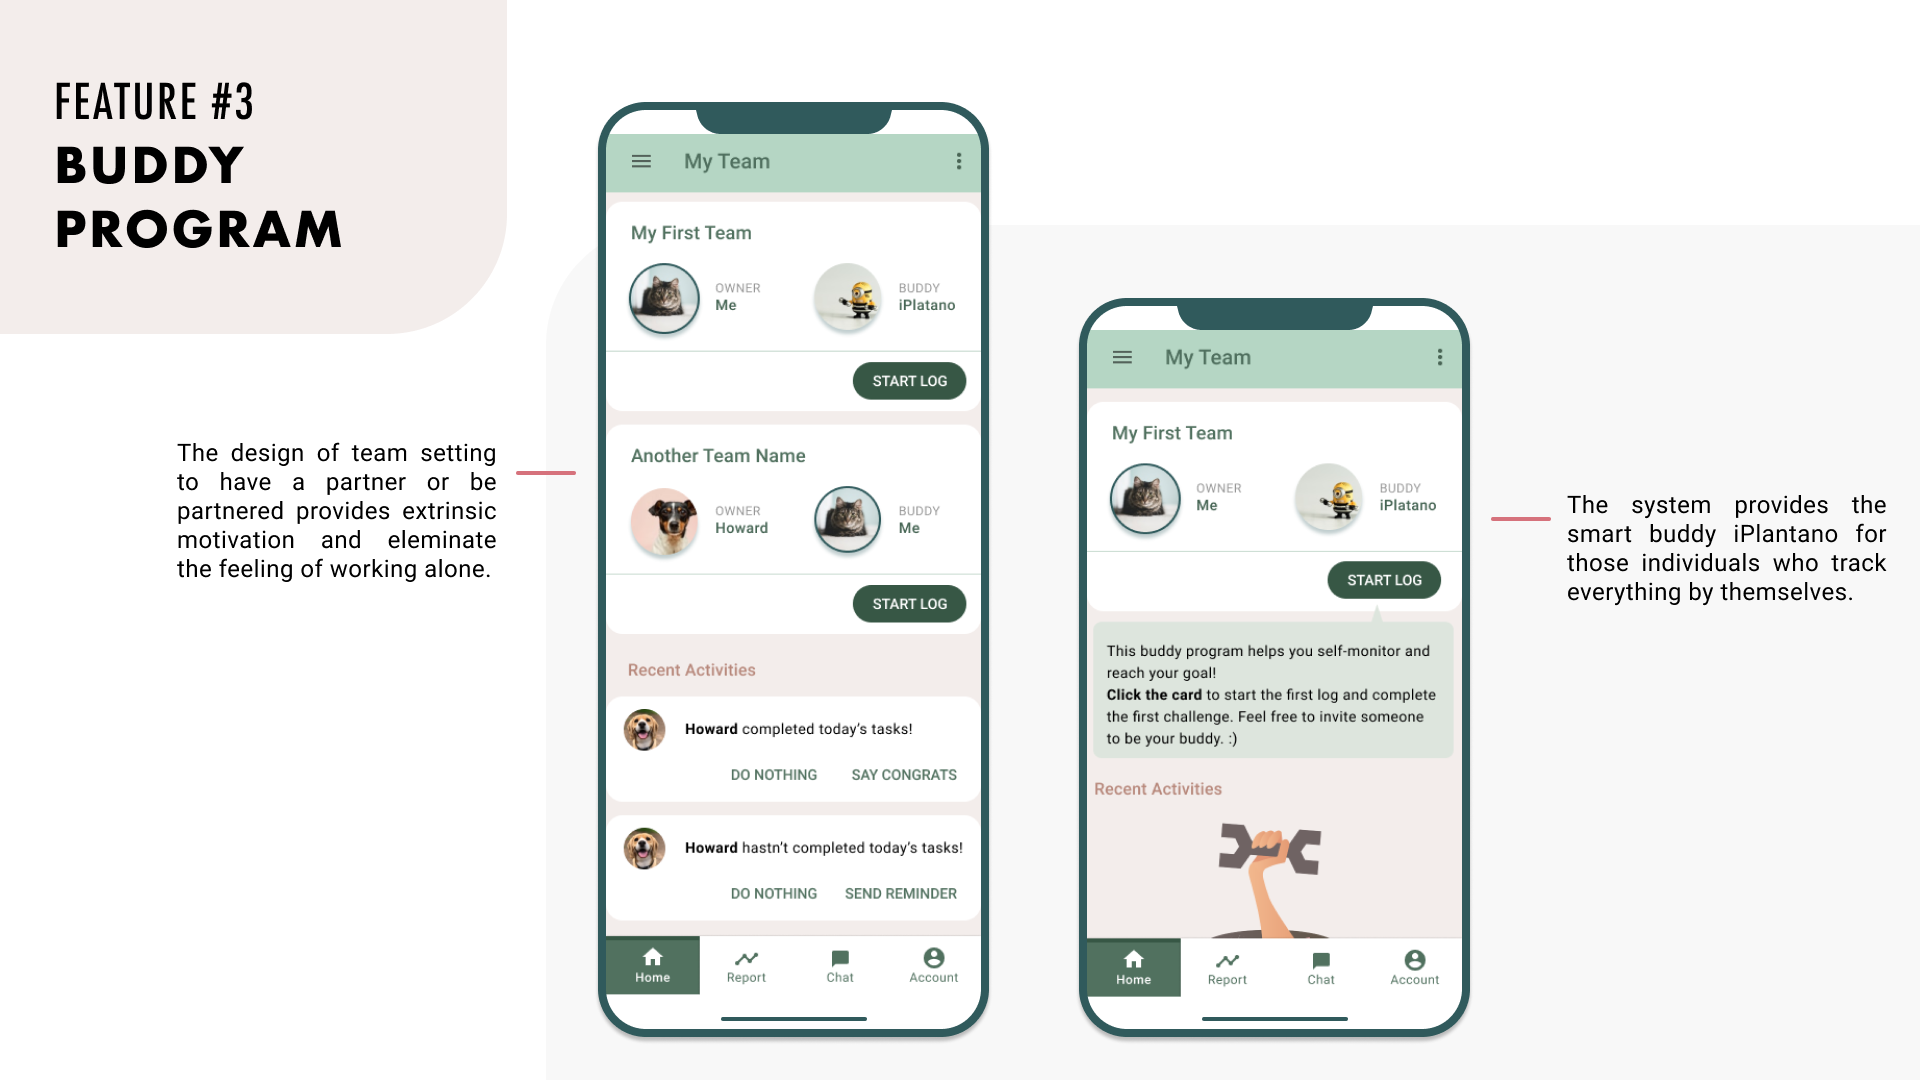 FEATURE #3
BUDDY
PROGRAM
The design of team setting
to have a partner or be
partnered provides extrinsic
motivation and eleminate
the feeling of working alone.
My Team
My First Team
OWNER
Me
BUDDY
iPlatano
START LOG
Another Team Name
OWNER
Howard
BUDDY
Me
START LOG
Recent Activities
Howard completed today's tasks!
DO NOTHING SAY CONGRATS
Howard hastn't completed today's tasks!
DO NOTHING SEND REMINDER
Home Report Chat Account
My Team
My First Team
OWNER
Me
BUDDY
iPlatano
START LOG
This buddy program helps you self-monitor and
reach your goal!
Click the card to start the first log and complete
the first challenge. Feel free to invite someone
to be your buddy. :)
Recent Activities
Home Report Chat Account
The system provides the
smart buddy iPlantano for
those individuals who track
everything by themselves.